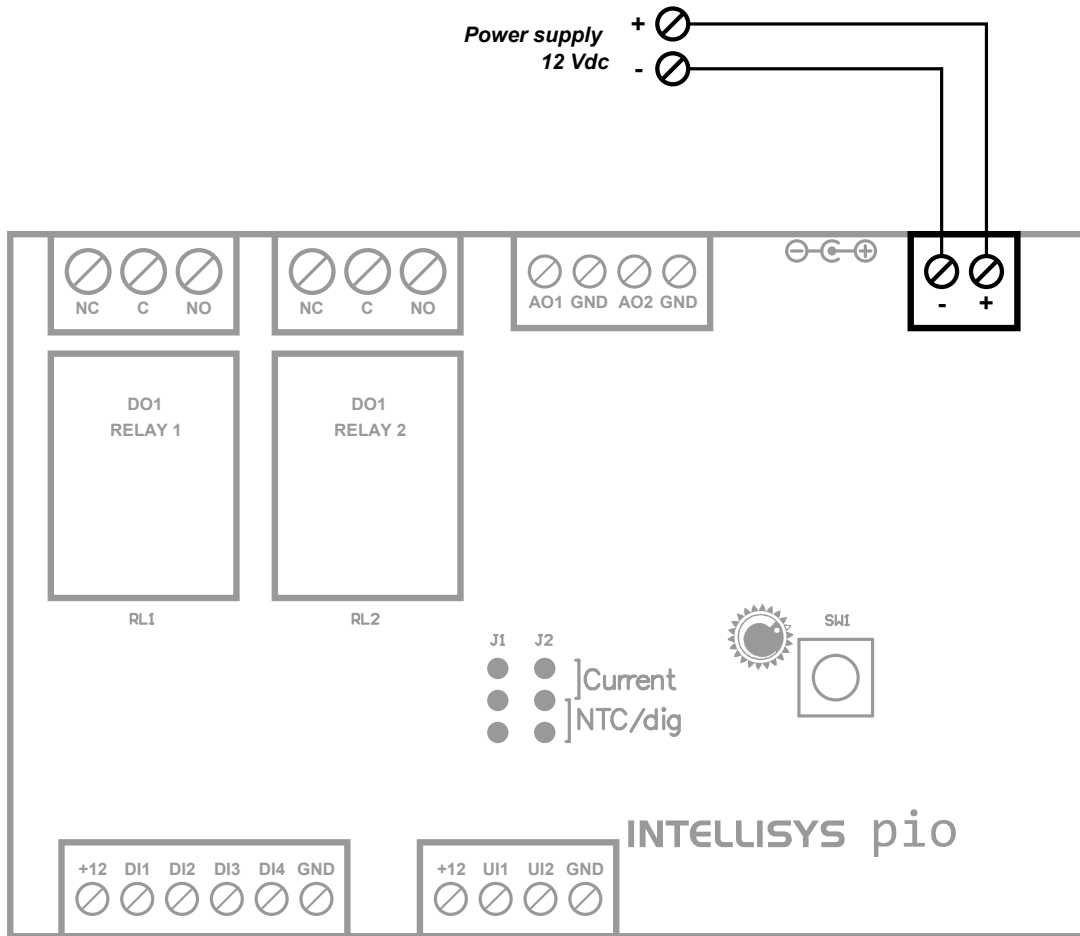 Power supply
12 Vdc
+
-
NC C NO
NC C NO
AO1 GND AO2 GND
- +
DO1
RELAY 1
DO1
RELAY 2
RL1
RL2
J1 J2
Current
NTC/dig
SW1
INTELLISYS pio
+12 DI1 DI2 DI3 DI4 GND
+12 UI1 UI2 GND